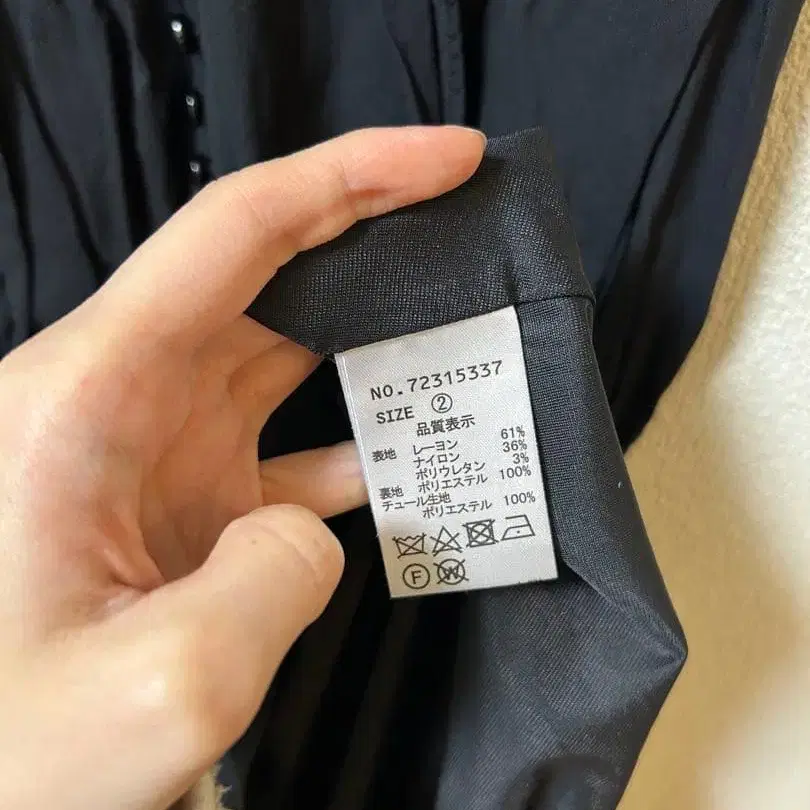 NO.72315337
SIZE ②
品質表示
表地 レーヨン 61%
ナイロン 36%
ポリウレタン 3%
裏地 ポリエステル 100%
チュール生地
ポリエステル 100%
F W